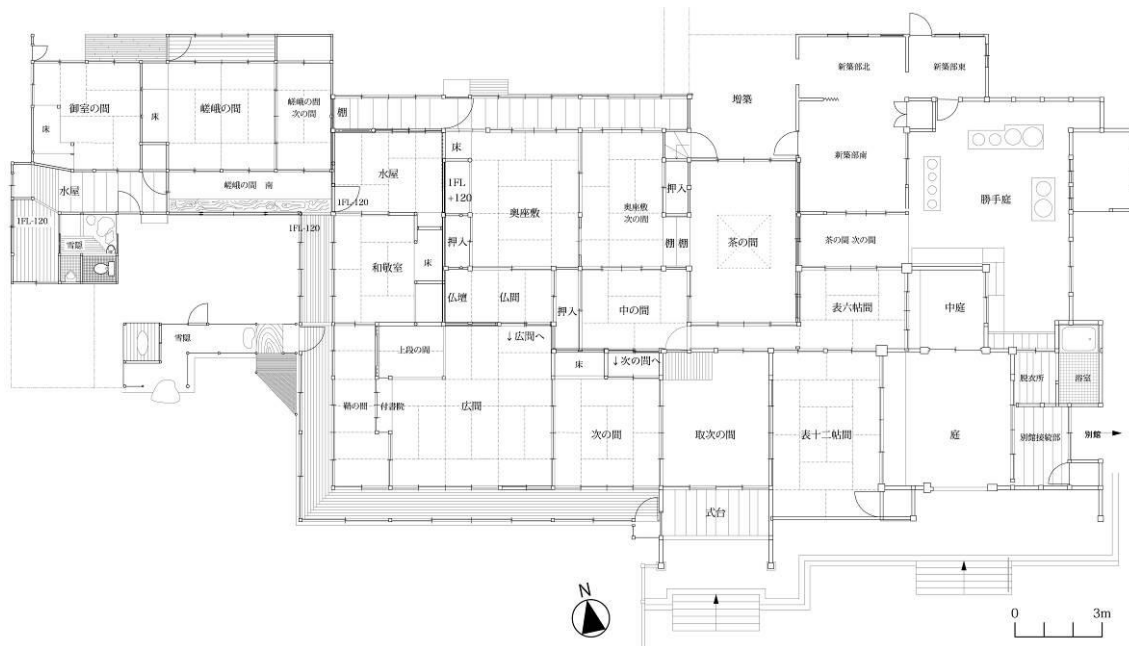 新築部北
新築部東
増築
御室の間
床
嵯峨の間
床
嵯峨の間
次の間
棚
床
水屋
1FL
+120
奥座敷
奥座敷
次の間
押入
新築部南
勝手庭
水屋
嵯峨の間 南
1FL-120
1FL-120
1FL-120
雪隠
押入
棚 棚
茶の間
茶の間 次の間
和敬室
床
仏壇
仏間
押入
中の間
表六帖間
中庭
雪隠
↓広間へ
上段の間
床
↓次の間へ
脱衣所
浴室
鞘の間
付書院
広間
次の間
取次の間
表十二帖間
庭
別館接続部
別館
式台
N
0 3m